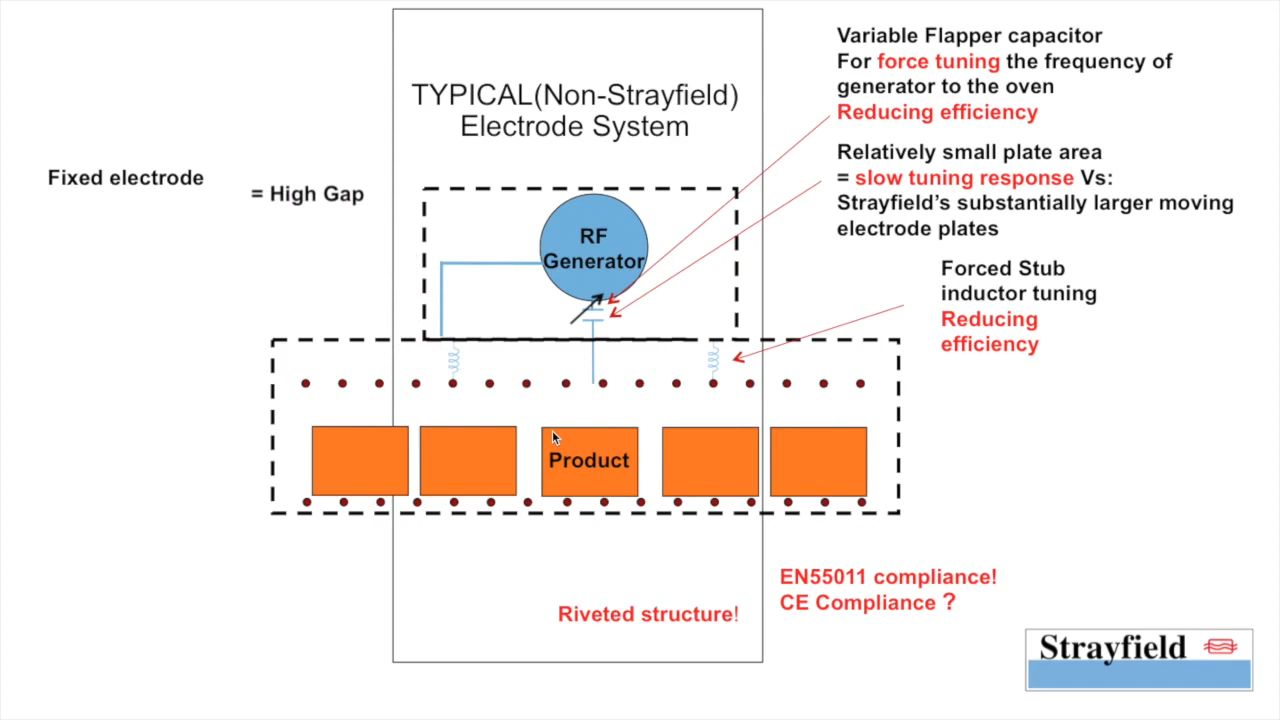 TYPICAL(Non-Strayfield)
Electrode System
Fixed electrode
= High Gap
Variable Flapper capacitor
For force tuning the frequency of
generator to the oven
Reducing efficiency
Relatively small plate area
= slow tuning response Vs:
Strayfield’s substantially larger moving
electrode plates
Forced Stub
inductor tuning
Reducing
efficiency
RF
Generator
Product
EN55011 compliance!
CE Compliance ?
Riveted structure!
Strayfield